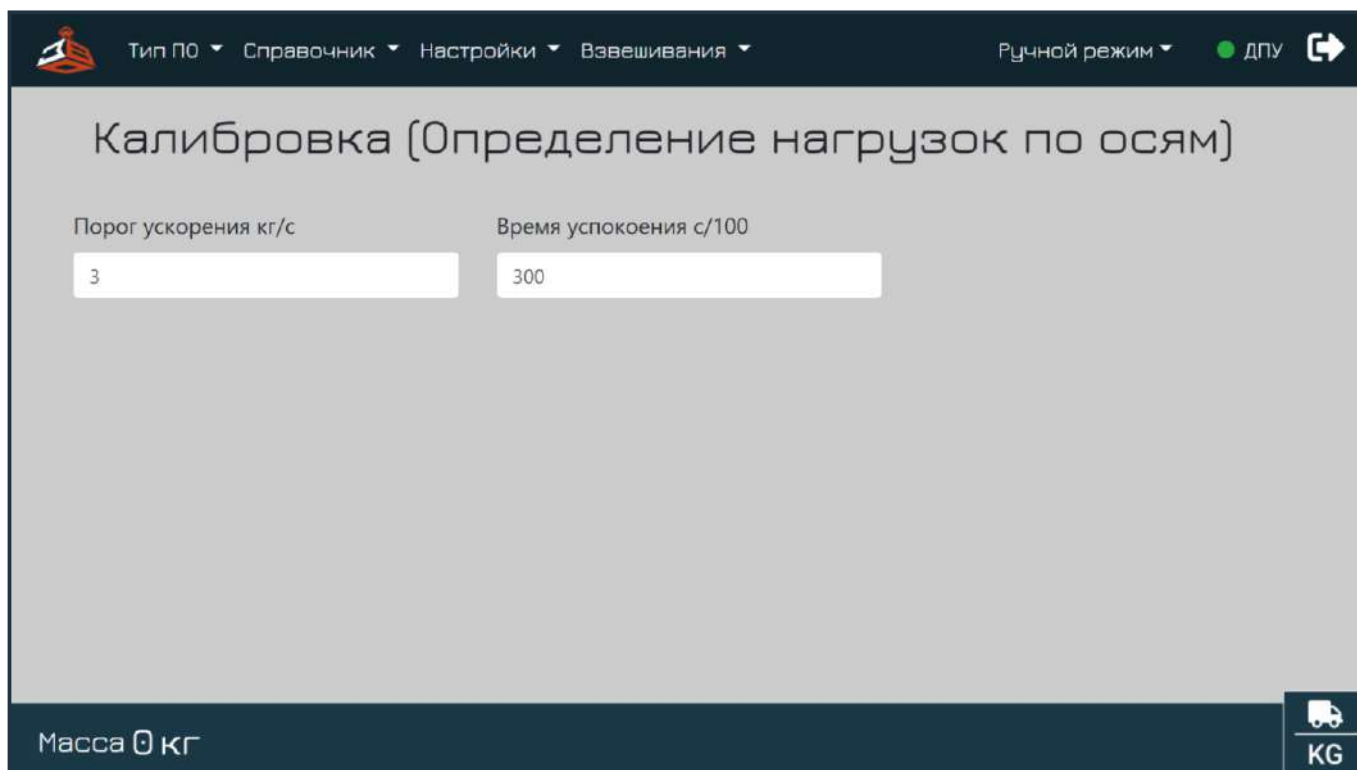 Тип ПО Справочник Настройки Взвешивания Ручной режим ДПУ
Калибровка (Определение нагрузок по осям)
Порог ускорения кг/с Время успокоения с/100
3 300
Масса 0 кг
KG